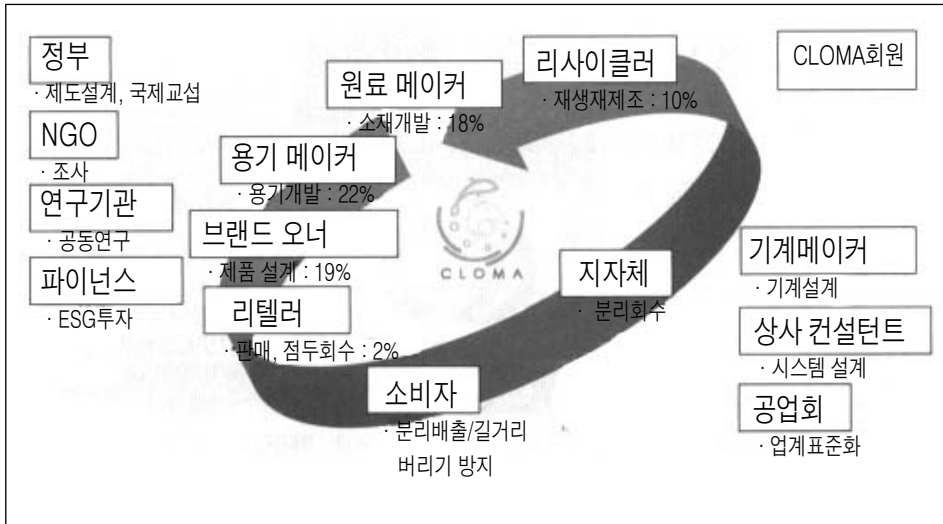 정부
· 제도설계, 국제교섭
NGO
· 조사
연구기관
· 공동연구
파이넌스
· ESG투자
원료 메이커
· 소재개발 : 18%
리사이클러
· 재생재제조 : 10%
CLOMA회원
용기 메이커
· 용기개발 : 22%
브랜드 오너
· 제품 설계 : 19%
리텔러
· 판매, 점두회수 : 2%
CLOMA
지자체
· 분리회수
소비자
· 분리배출/길거리
버리기 방지
기계메이커
· 기계설계
상사 컨설턴트
· 시스템 설계
공업회
· 업계표준화